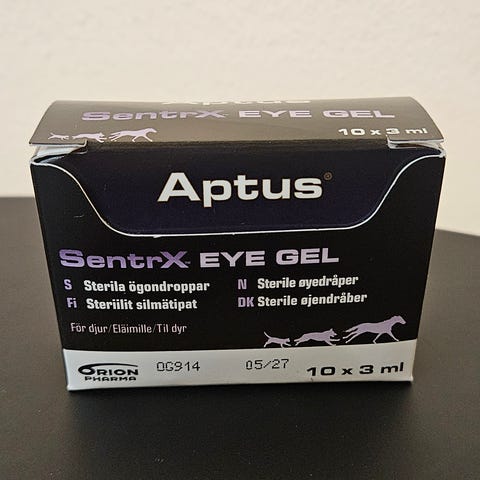 Aptus
SentrX EYE GEL
10 x 3 ml
Aptus®
SentrX EYE GEL
S Sterila ögondroppar
Fi Steriilit silmätipat
N Sterile øyedråper
DK Sterile øjendråber
För djur/Eläimille/Til dyr
ORION
PHARMA
OG914
05/27
10 x 3 ml